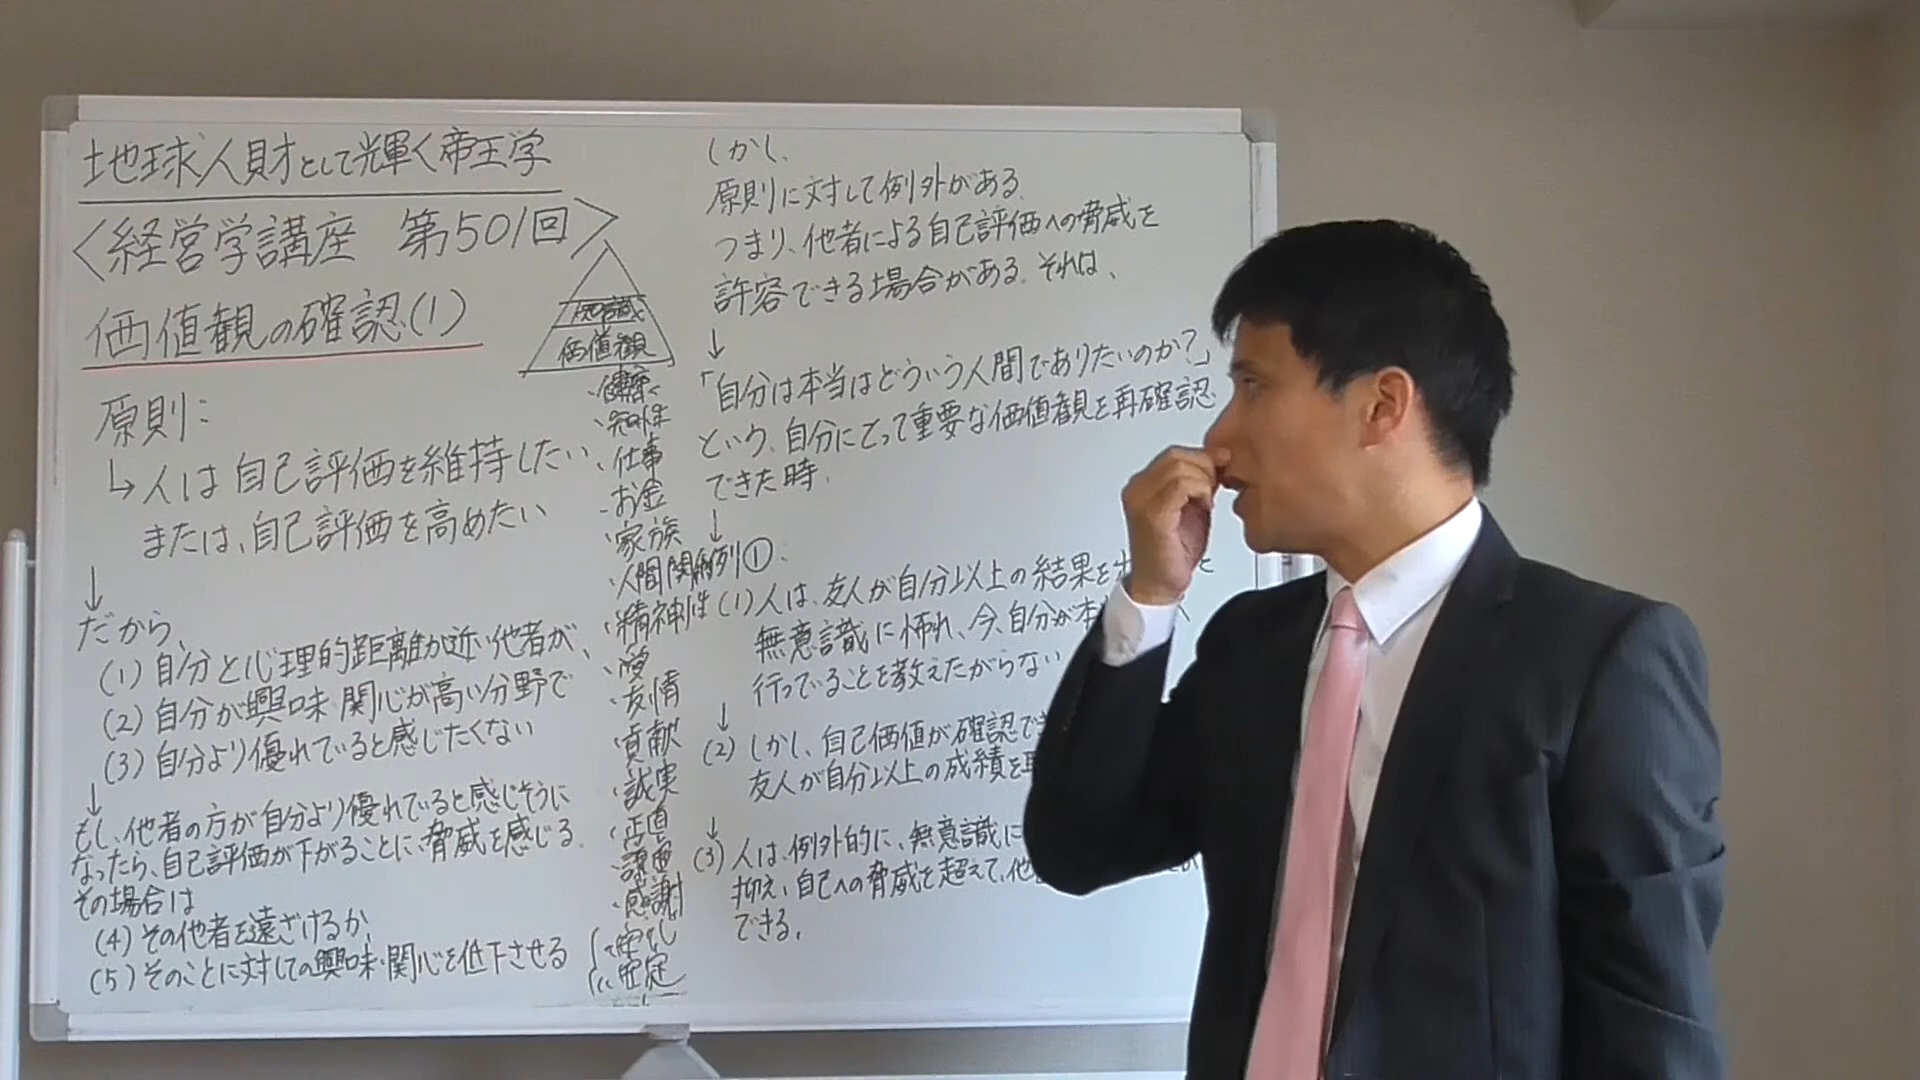 地球人財として輝く帝王学
〈経営学講座 第501回〉
価値観の確認(1)
原則:
↳人は自己評価を維持したい
または、自己評価を高めたい
↓
だから、
(1)自分と心理的距離が近い他者が、
(2)自分が興味・関心が高い分野で
(3)自分より優れていると感じたくない
↓
もし、他者の方が自分より優れていると感じそうに
なったら、自己評価が下がることに、脅威を感じる.
その場合は
(4)その他者を遠ざけるか、
(5)そのことに対しての興味・関心を低下させる
知識
価値観
・健康
・知性
・仕事
・お金
・家族
・人間関係
・精神性
・愛
・友情
・貢献
・誠実
・正直
・謙虚
・感謝
・安定
しかし、
原則に対して例外がある.
つまり、他者による自己評価への脅威を
許容できる場合がある.それは、
↓
「自分は本当はどういう人間でありたいのか?」
という、自分にとって重要な価値観を再確認
できた時.
↓
例①.
(1)人は、友人が自分以上の結果を
無意識に怖れ、今、自分が本
行っていることを教えたがらない
↓
(2)しかし、自己価値が確認でき
友人が自分以上の成績を
↓
(3)人は、例外的に、無意識に
抑え、自己への脅威を超えて、他
できる.